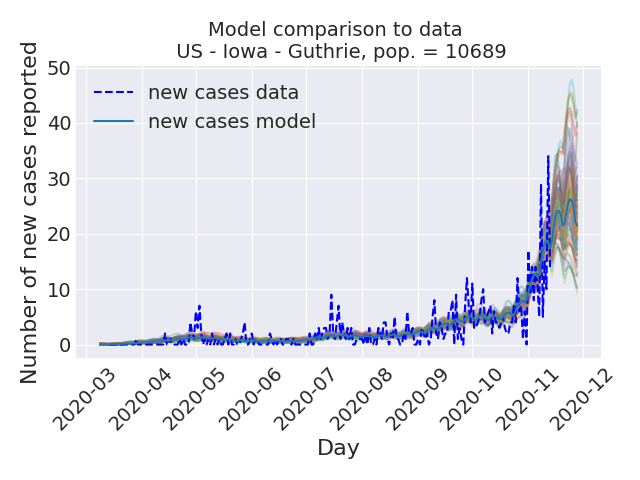 Model comparison to data
US - Iowa - Guthrie, pop. = 10689
Number of new cases reported
50
40
30
20
10
0
new cases data
new cases model
2020-03
2020-04
2020-05
2020-06
2020-07
2020-08
2020-09
2020-10
2020-11
2020-12
Day